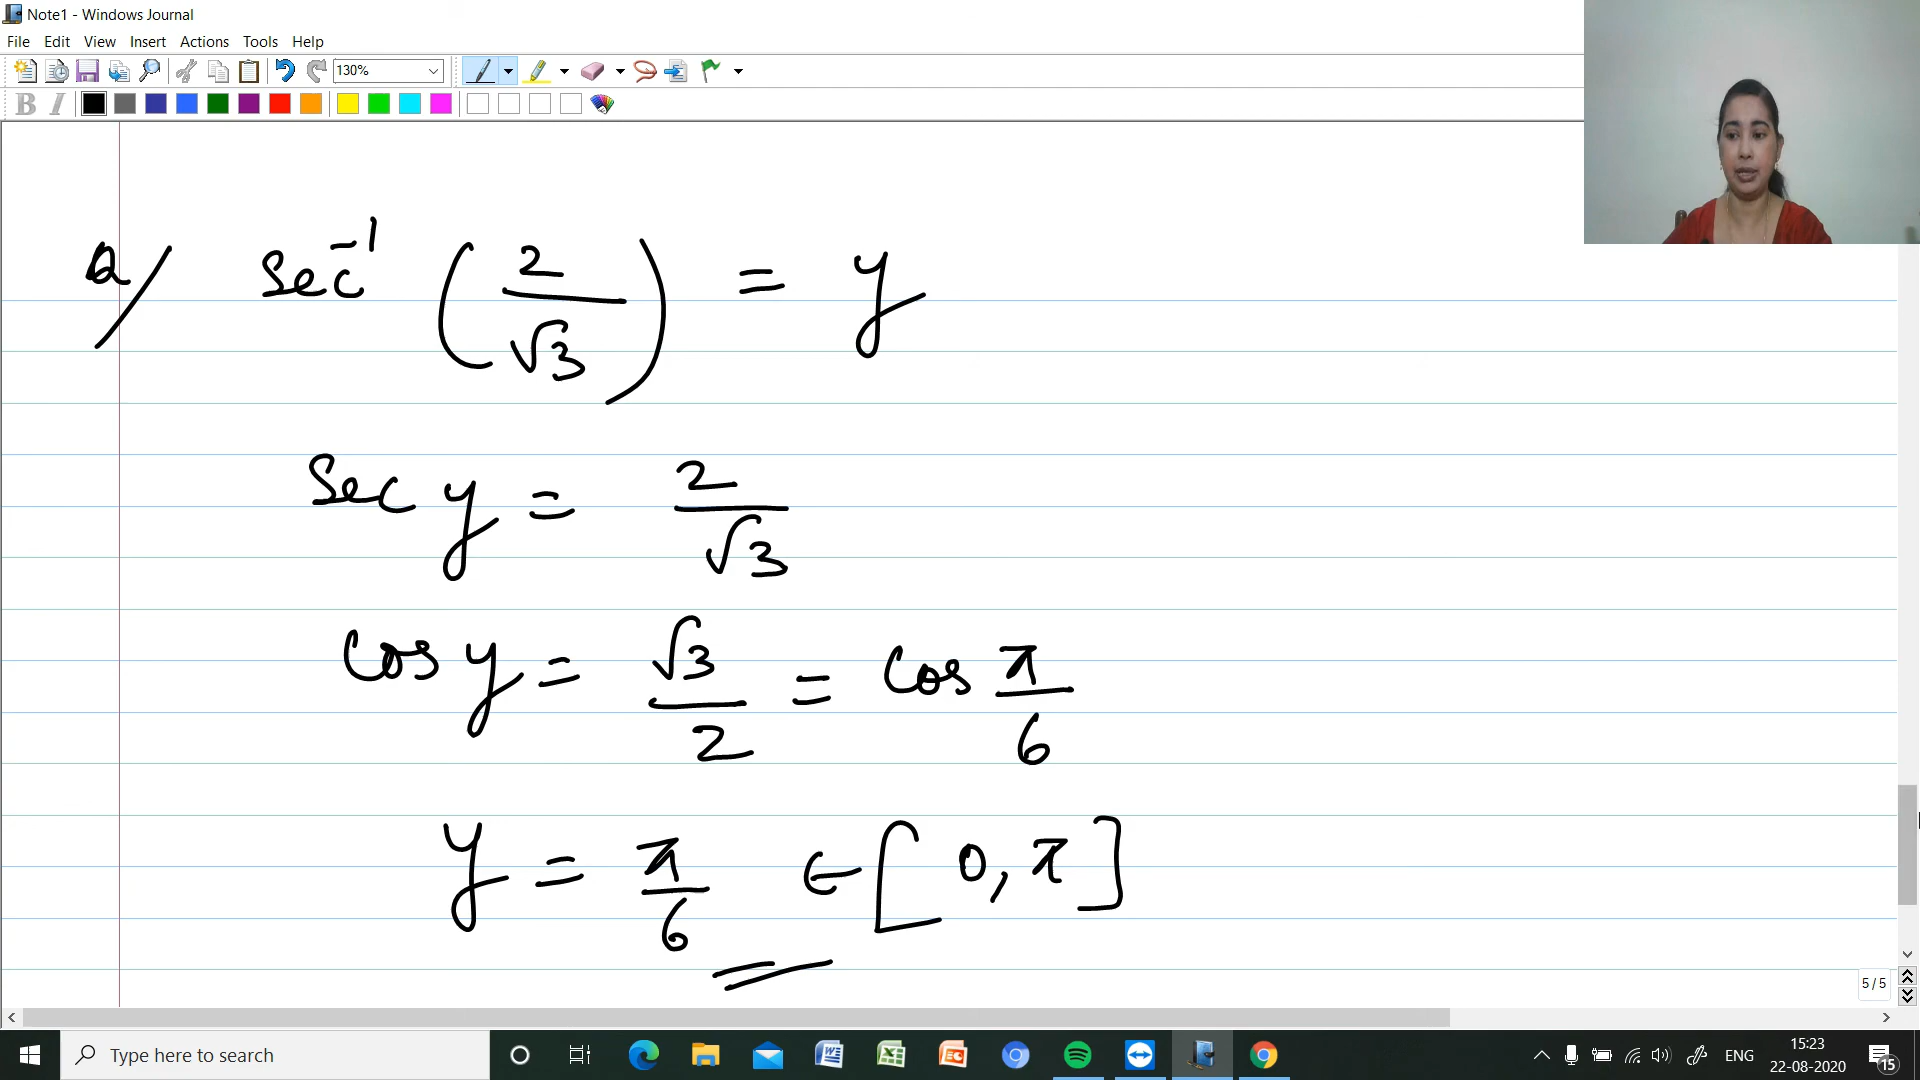 Note1 - Windows Journal
File Edit View Insert Actions Tools Help
130%
B I
Q/ sec⁻¹ (2/√3) = y
Sec y = 2/√3
Cos y = √3/2 = Cos π/6
y = π/6 ∈ [0, π]
5 / 5
Type here to search
ENG
15:23
22-08-2020
15